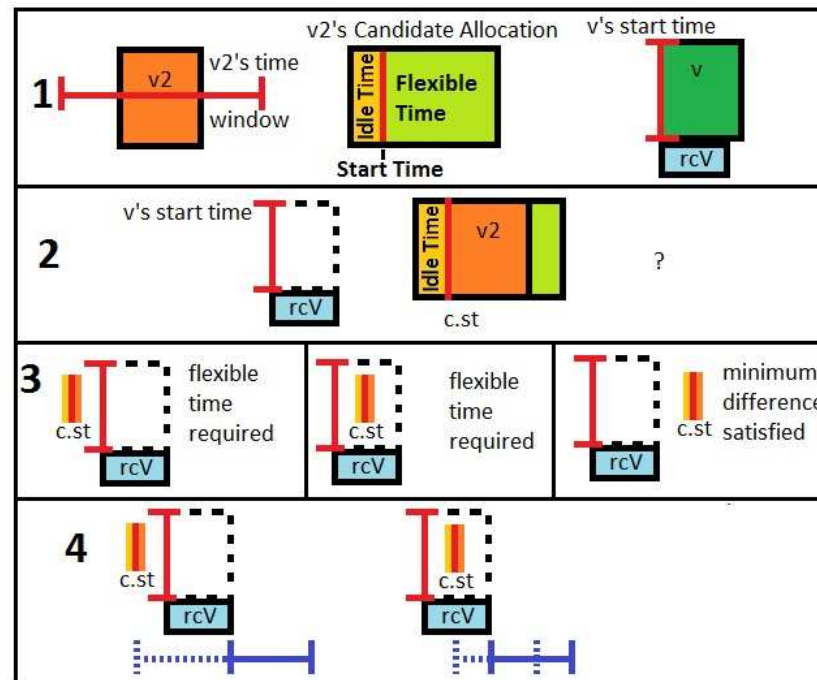 1
v2
v2's time
window
v2's Candidate Allocation
Idle Time
Flexible
Time
Start Time
v's start time
v
rcV
2
v's start time
rcV
Idle Time
v2
c.st
?
3
c.st
rcV
flexible
time
required
c.st
rcV
flexible
time
required
rcV
c.st
minimum
difference
satisfied
4
c.st
rcV
c.st
rcV